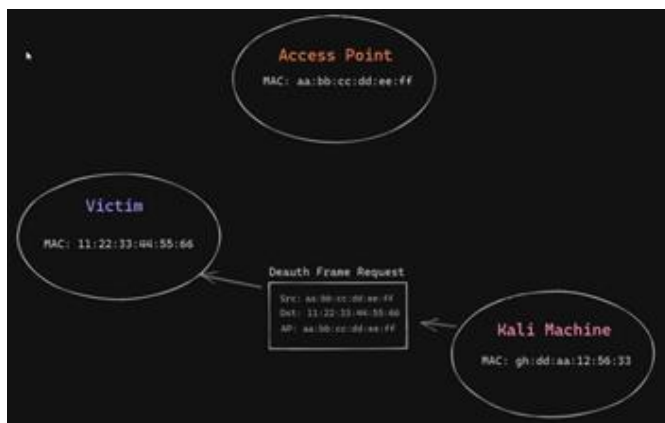 Access Point
MAC: aa:bb:cc:dd:ee:ff
Victim
MAC: 11:22:33:44:55:66
Deauth Frame Request
Src: aa:bb:cc:dd:ee:ff
Dst: 11:22:33:44:55:66
AP: aa:bb:cc:dd:ee:ff
Kali Machine
MAC: gh:dd:aa:12:56:33